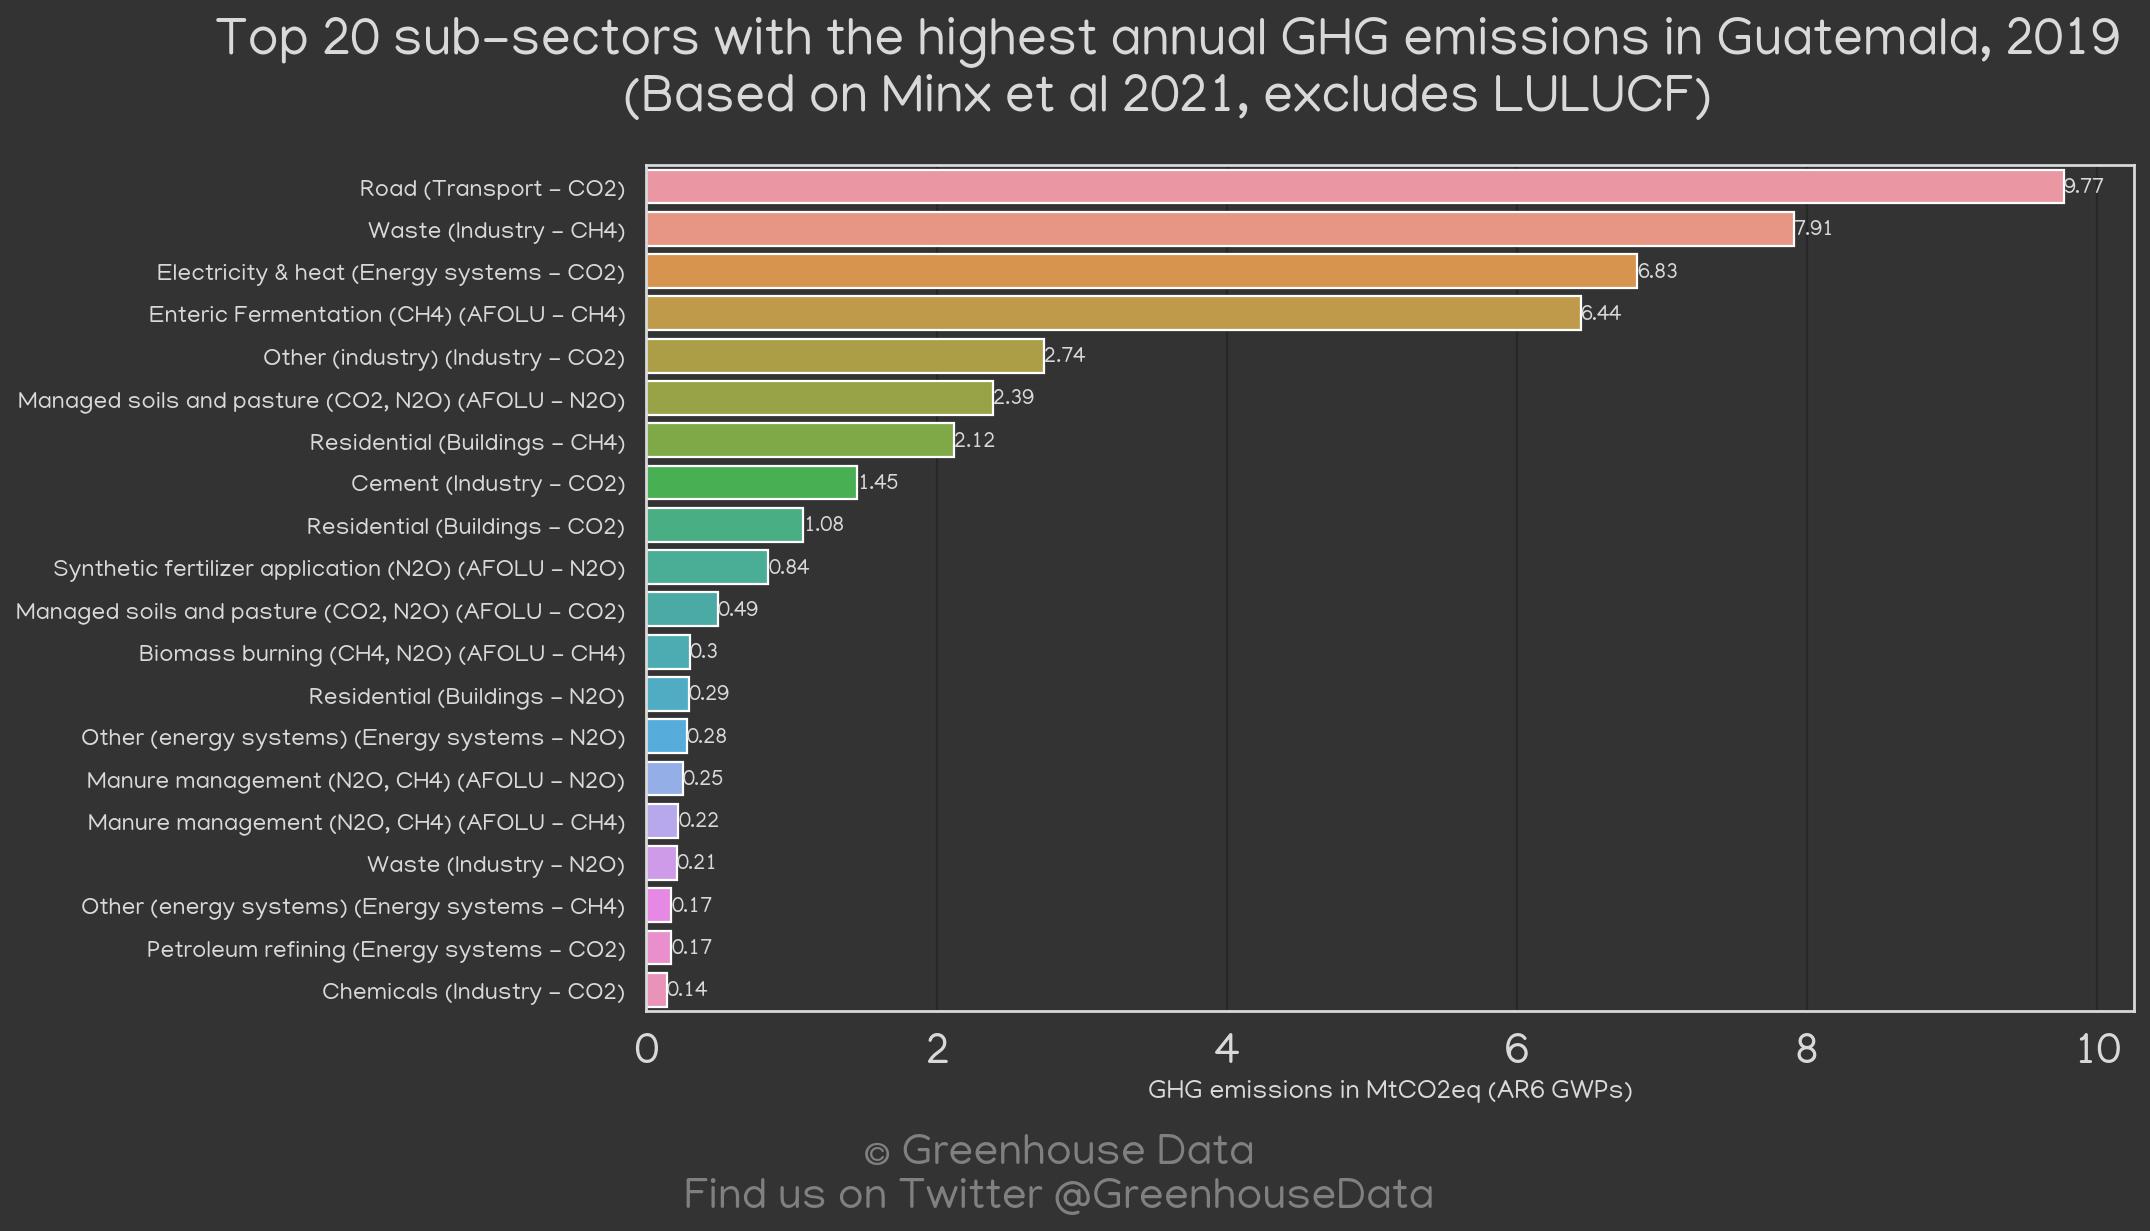 Top 20 sub-sectors with the highest annual GHG emissions in Guatemala, 2019
(Based on Minx et al 2021, excludes LULUCF)
Road (Transport - CO2) 9.77
Waste (Industry - CH4) 7.91
Electricity & heat (Energy systems - CO2) 6.83
Enteric Fermentation (CH4) (AFOLU - CH4) 6.44
Other (industry) (Industry - CO2) 2.74
Managed soils and pasture (CO2, N2O) (AFOLU - N2O) 2.39
Residential (Buildings - CH4) 2.12
Cement (Industry - CO2) 1.45
Residential (Buildings - CO2) 1.08
Synthetic fertilizer application (N2O) (AFOLU - N2O) 0.84
Managed soils and pasture (CO2, N2O) (AFOLU - CO2) 0.49
Biomass burning (CH4, N2O) (AFOLU - CH4) 0.3
Residential (Buildings - N2O) 0.29
Other (energy systems) (Energy systems - N2O) 0.28
Manure management (N2O, CH4) (AFOLU - N2O) 0.25
Manure management (N2O, CH4) (AFOLU - CH4) 0.22
Waste (Industry - N2O) 0.21
Other (energy systems) (Energy systems - CH4) 0.17
Petroleum refining (Energy systems - CO2) 0.17
Chemicals (Industry - CO2) 0.14
0 2 4 6 8 10
GHG emissions in MtCO2eq (AR6 GWPs)
© Greenhouse Data
Find us on Twitter @GreenhouseData